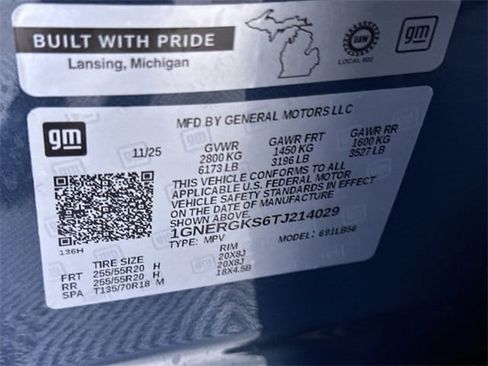 BUILT WITH PRIDE
Lansing, Michigan
UAW
LOCAL 602
gm
gm
MFD BY GENERAL MOTORS LLC
11/25 GVWR GAWR FRT GAWR RR
2800 KG 1450 KG 1600 KG
6173 LB 3196 LB 3527 LB
THIS VEHICLE CONFORMS TO ALL
APPLICABLE U.S. FEDERAL MOTOR
VEHICLE SAFETY STANDARDS IN EFFECT
ON THE DATE OF MANUFACTURE
1GNERGKS6TJ214029
136H TYPE: MPV MODEL: 691LB56
TIRE SIZE RIM
FRT 255/55R20 H 20X8J
RR 255/55R20 H 20X8J
SPA T135/70R18 M 18X4.5B